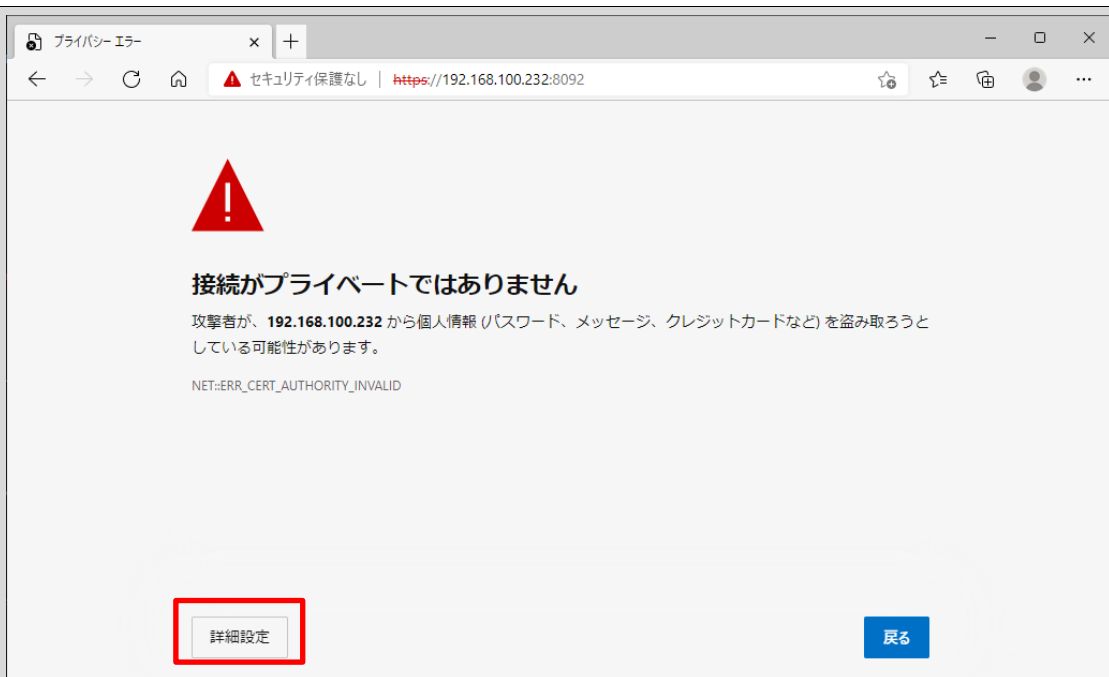 プライバシー エラー
セキュリティ保護なし | https://192.168.100.232:8092
接続がプライベートではありません
攻撃者が、192.168.100.232 から個人情報 (パスワード、メッセージ、クレジットカードなど) を盗み取ろうと
している可能性があります。
NET::ERR_CERT_AUTHORITY_INVALID
詳細設定
戻る